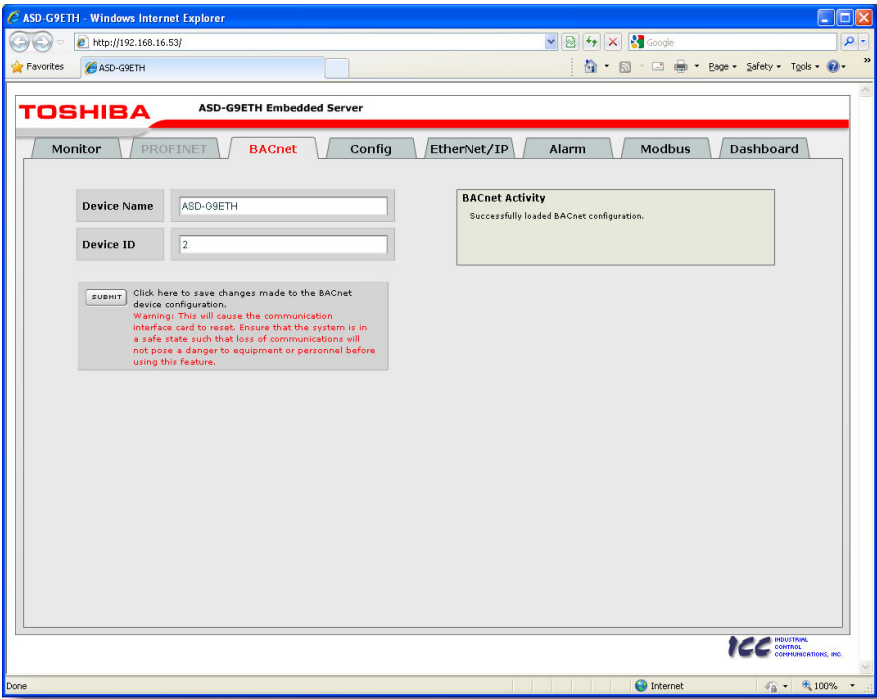 ASD-G9ETH - Windows Internet Explorer
http://192.168.16.53/
Google
Favorites
ASD-G9ETH
Page
Safety
Tools
»
TOSHIBA
ASD-G9ETH Embedded Server
Monitor
PROFINET
BACnet
Config
EtherNet/IP
Alarm
Modbus
Dashboard
Device Name
ASD-G9ETH
Device ID
2
BACnet Activity
Successfully loaded BACnet configuration.
SUBMIT
Click here to save changes made to the BACnet
device configuration.
Warning: This will cause the communication
interface card to reset. Ensure that the system is in
a safe state such that loss of communications will
not pose a danger to equipment or personnel before
using this feature.
ICC
INDUSTRIAL
CONTROL
COMMUNICATIONS, INC.
Done
Internet
100%